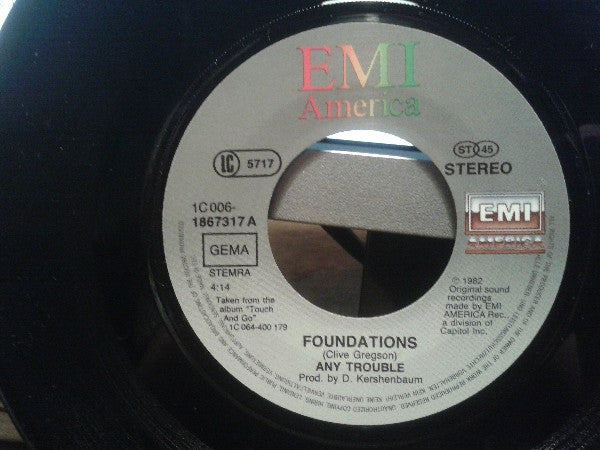 EMI
America
LC 5717
ST 45
STEREO
1C 006-
1867317 A
GEMA
STEMRA
4:14
Taken from the
album "Touch
And Go"
1C 064-400 179
EMI
AMERICA
℗ 1982
Original sound
recordings
made by EMI
AMERICA Rec.,
a division of
Capitol Inc.
FOUNDATIONS
(Clive Gregson)
ANY TROUBLE
Prod. by D. Kershenbaum